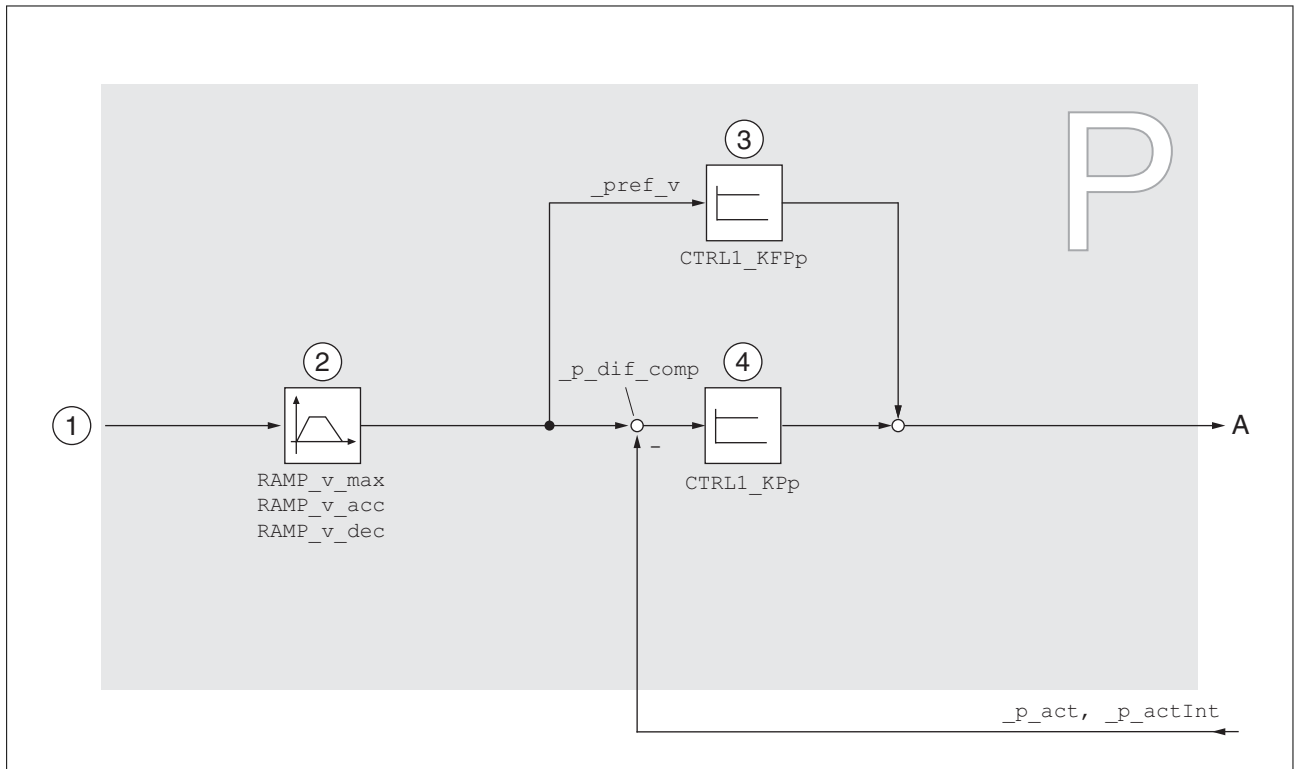 P
3
_pref_v
CTRL1_KFPp
2
_p_dif_comp
4
1
A
-
RAMP_v_max
RAMP_v_acc
RAMP_v_dec
CTRL1_KPp
_p_act, _p_actInt